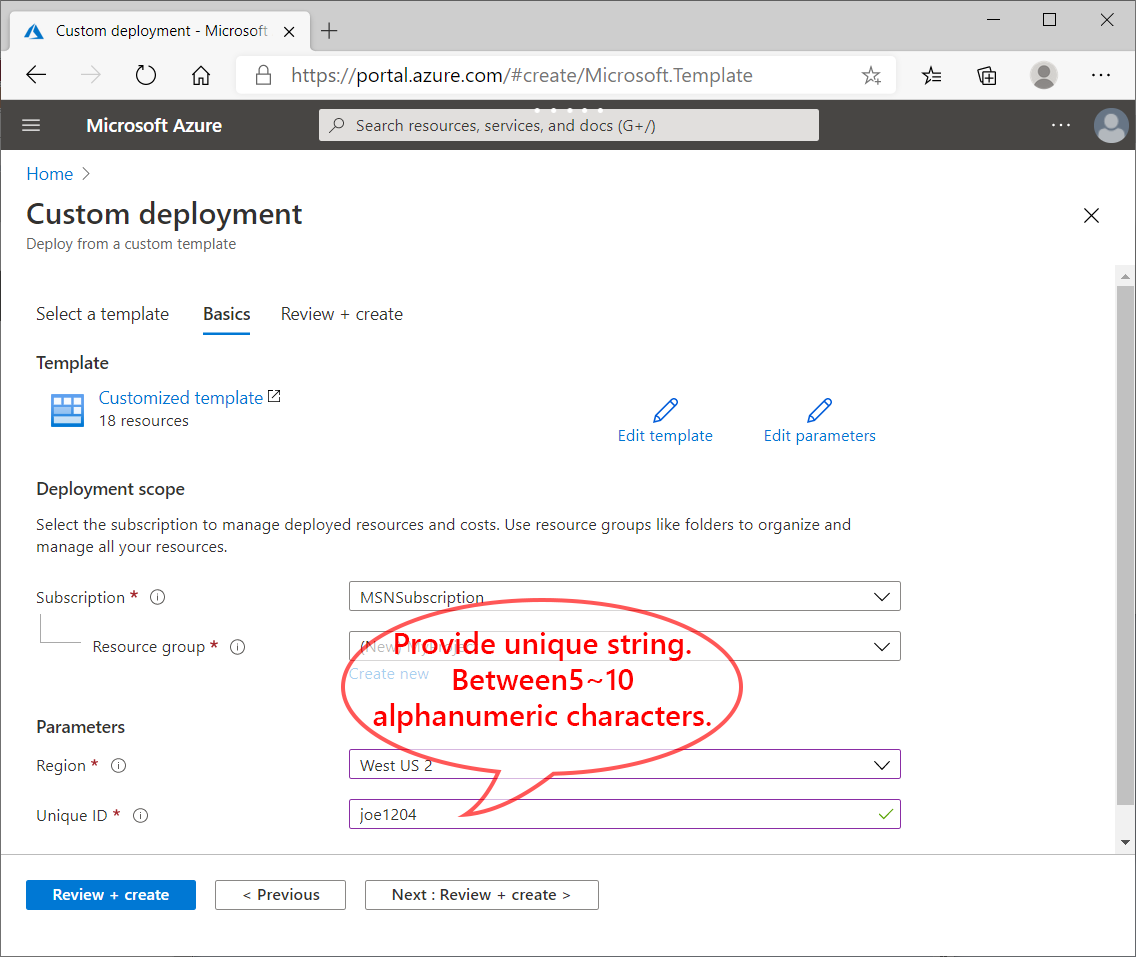 Custom deployment - Microsoft
https://portal.azure.com/#create/Microsoft.Template
Microsoft Azure
Search resources, services, and docs (G+/)
Home >
Custom deployment
Deploy from a custom template
Select a template Basics Review + create
Template
Customized template
18 resources
Edit template Edit parameters
Deployment scope
Select the subscription to manage deployed resources and costs. Use resource groups like folders to organize and
manage all your resources.
Subscription * MSNSubscription
Resource group * (New)
Create new
Provide unique string.
Between5~10
alphanumeric characters.
Parameters
Region * West US 2
Unique ID * joe1204
Review + create < Previous Next : Review + create >